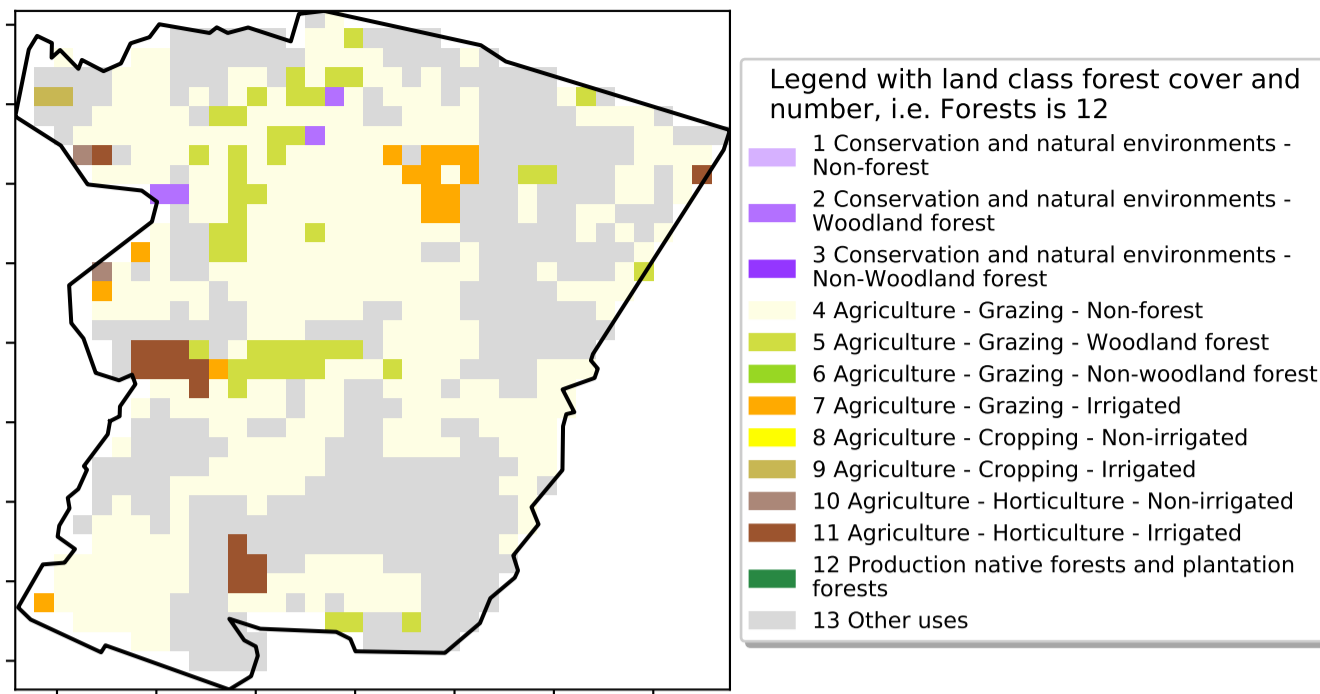 Legend with land class forest cover and
number, i.e. Forests is 12
1 Conservation and natural environments -
Non-forest
2 Conservation and natural environments -
Woodland forest
3 Conservation and natural environments -
Non-Woodland forest
4 Agriculture - Grazing - Non-forest
5 Agriculture - Grazing - Woodland forest
6 Agriculture - Grazing - Non-woodland forest
7 Agriculture - Grazing - Irrigated
8 Agriculture - Cropping - Non-irrigated
9 Agriculture - Cropping - Irrigated
10 Agriculture - Horticulture - Non-irrigated
11 Agriculture - Horticulture - Irrigated
12 Production native forests and plantation
forests
13 Other uses